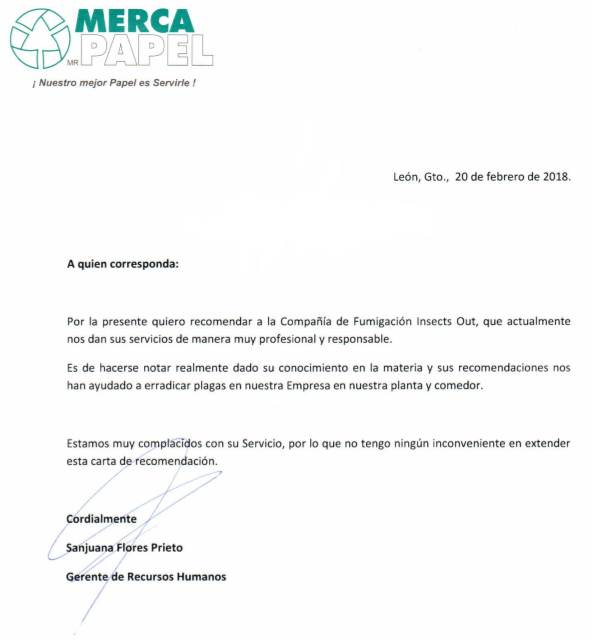 MERCA
MR PAPEL
¡ Nuestro mejor Papel es Servirle !
León, Gto., 20 de febrero de 2018.
A quien corresponda:
Por la presente quiero recomendar a la Compañía de Fumigación Insects Out, que actualmente
nos dan sus servicios de manera muy profesional y responsable.
Es de hacerse notar realmente dado su conocimiento en la materia y sus recomendaciones nos
han ayudado a erradicar plagas en nuestra Empresa en nuestra planta y comedor.
Estamos muy complacidos con su Servicio, por lo que no tengo ningún inconveniente en extender
esta carta de recomendación.
Cordialmente
Sanjuana Flores Prieto
Gerente de Recursos Humanos